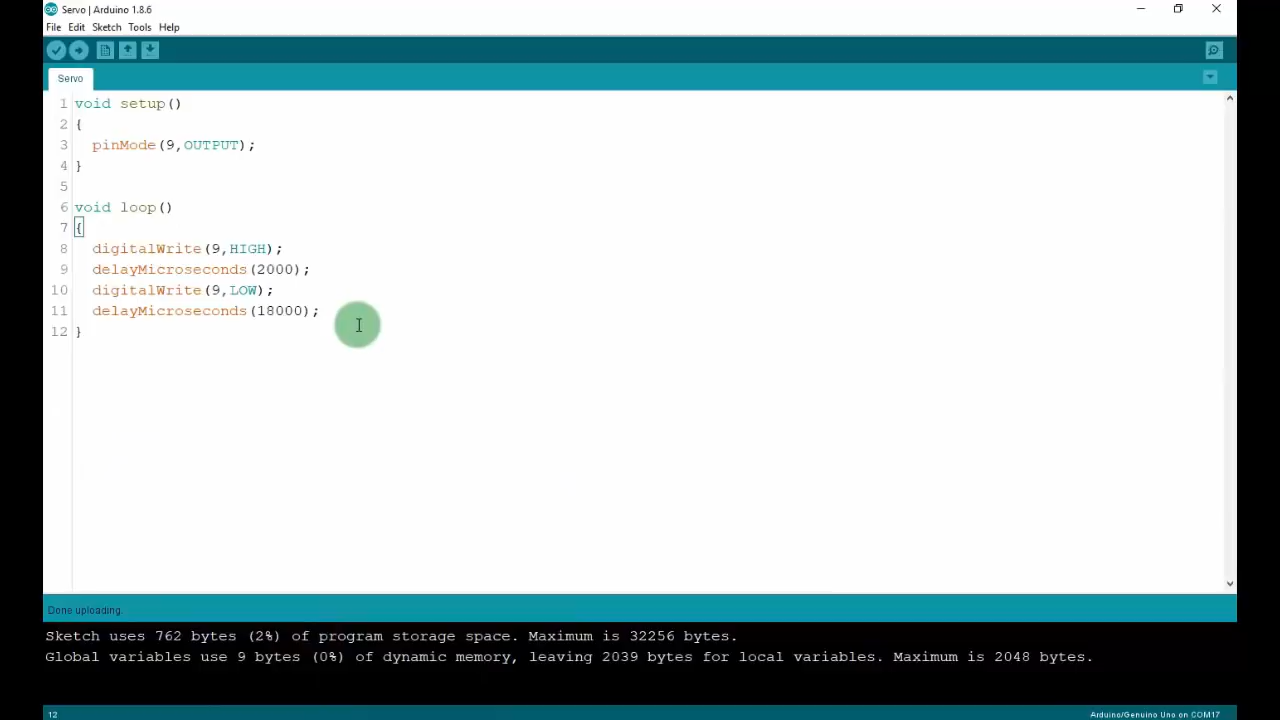 Servo | Arduino 1.8.6
File Edit Sketch Tools Help
Servo
1 void setup()
2 {
3 pinMode(9,OUTPUT);
4 }
5
6 void loop()
7 {
8 digitalWrite(9,HIGH);
9 delayMicroseconds(2000);
10 digitalWrite(9,LOW);
11 delayMicroseconds(18000);
12 }
Done uploading.
Sketch uses 762 bytes (2%) of program storage space. Maximum is 32256 bytes.
Global variables use 9 bytes (0%) of dynamic memory, leaving 2039 bytes for local variables. Maximum is 2048 bytes.
12 Arduino/Genuino Uno on COM17